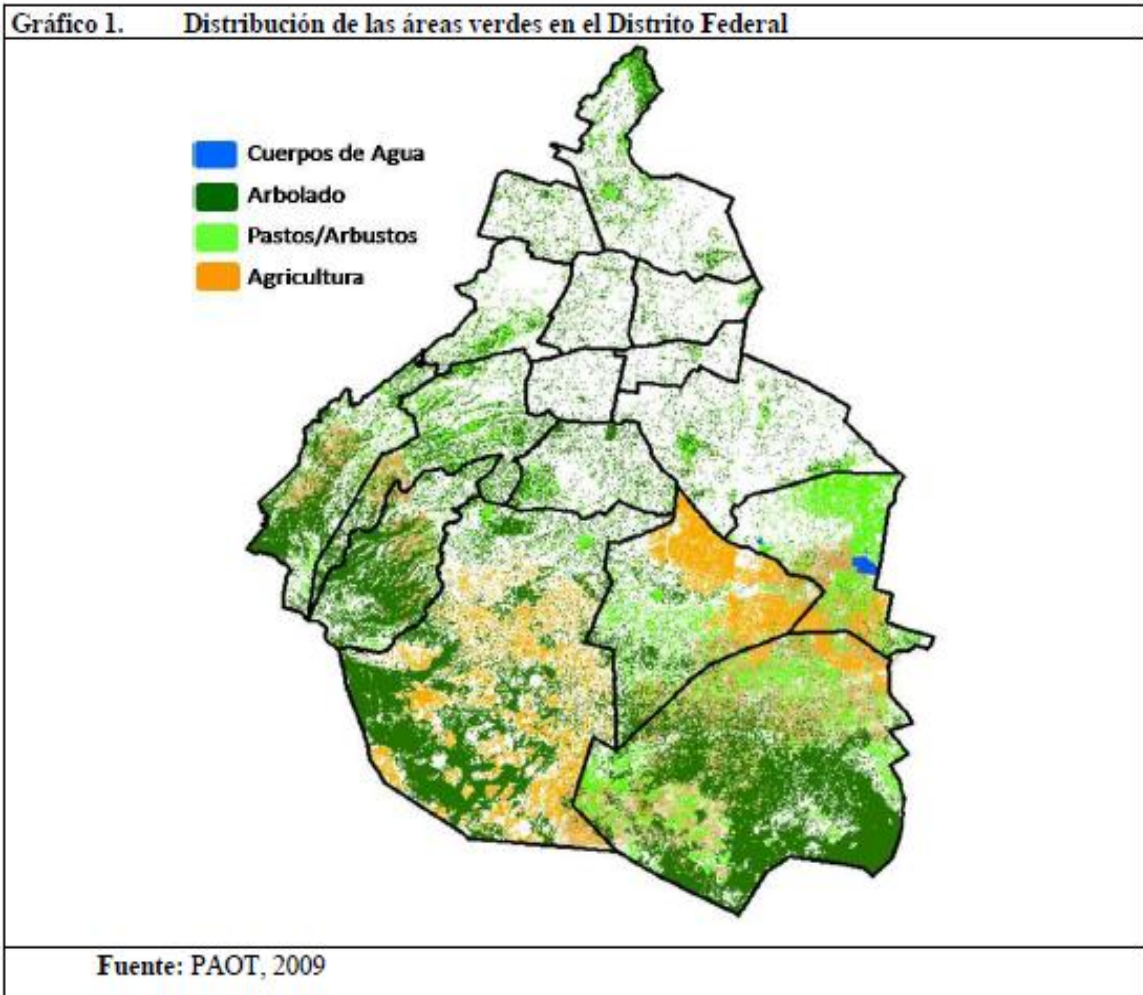 Gráfico 1. Distribución de las áreas verdes en el Distrito Federal
Cuerpos de Agua
Arbolado
Pastos/Arbustos
Agricultura
Fuente: PAOT, 2009